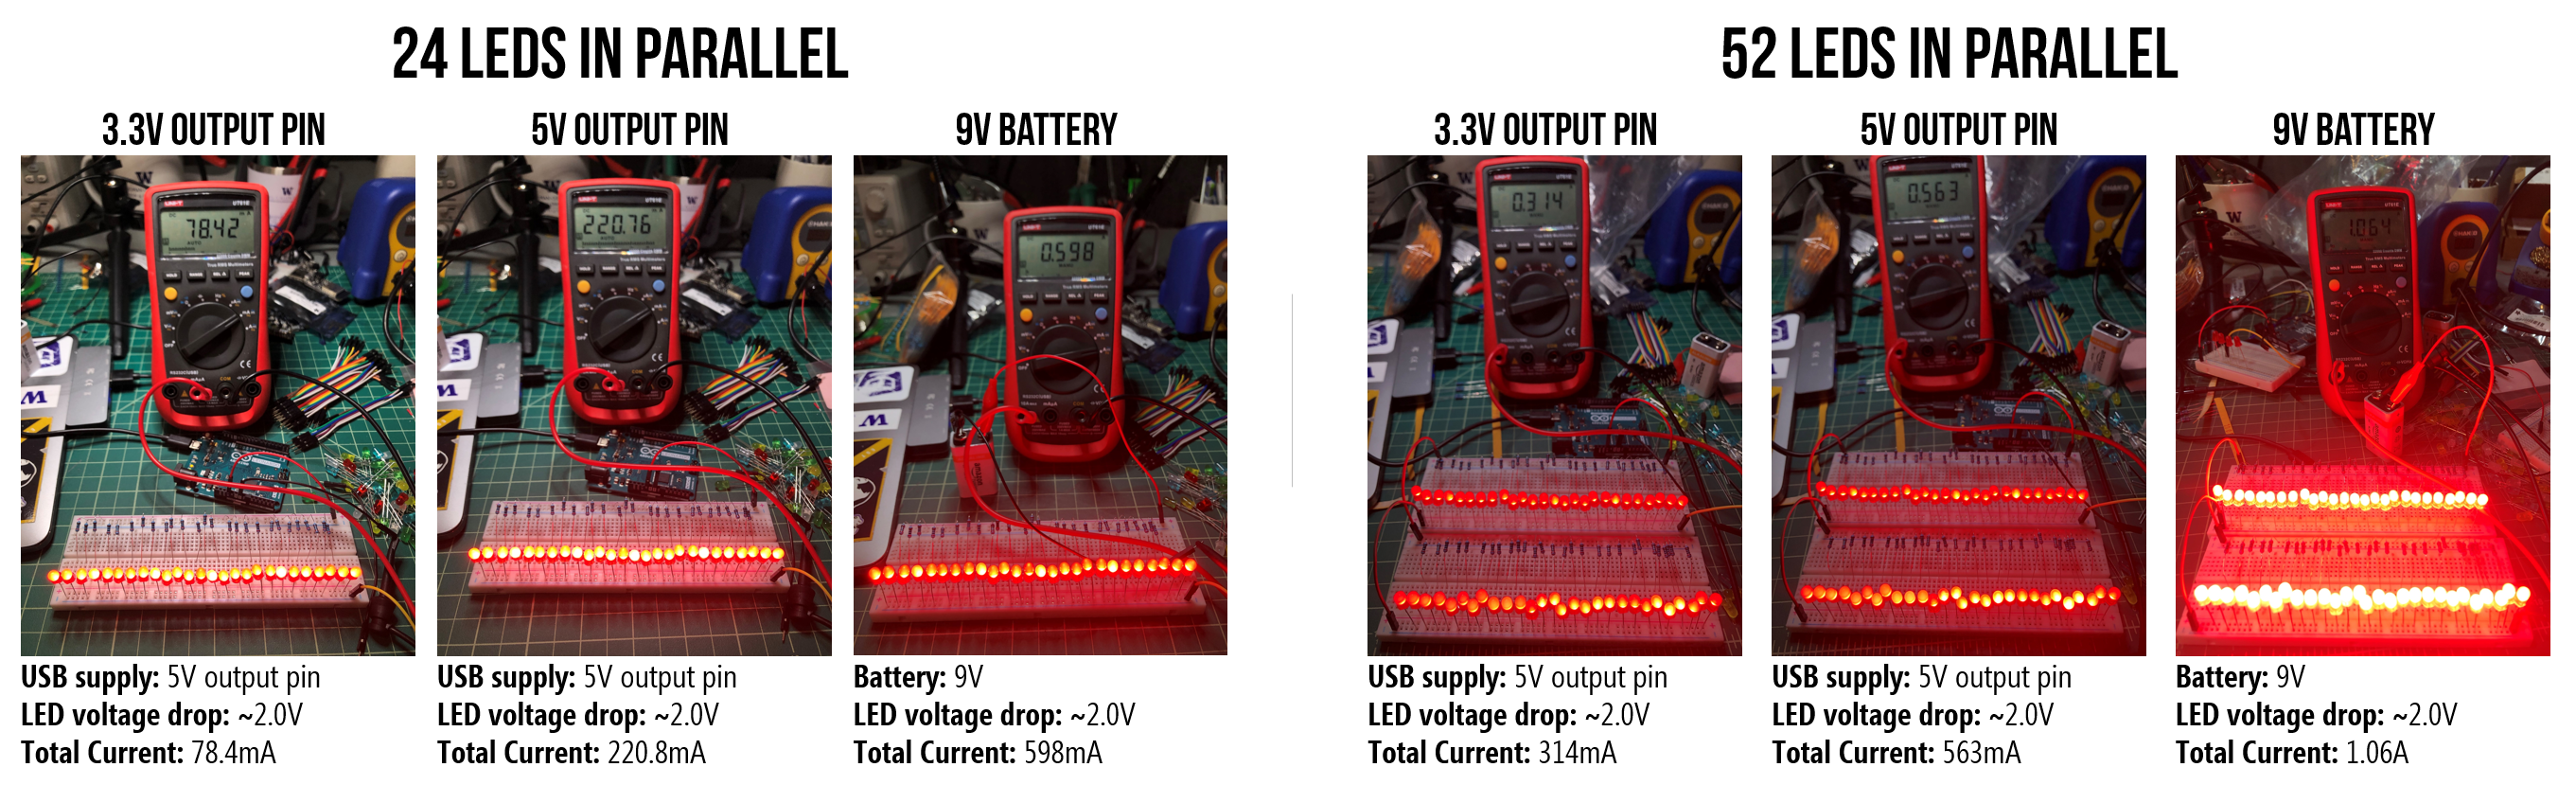 24 LEDS IN PARALLEL
3.3V OUTPUT PIN
78.42
USB supply: 5V output pin
LED voltage drop: ~2.0V
Total Current: 78.4mA
5V OUTPUT PIN
220.76
USB supply: 5V output pin
LED voltage drop: ~2.0V
Total Current: 220.8mA
9V BATTERY
0.598
Battery: 9V
LED voltage drop: ~2.0V
Total Current: 598mA
52 LEDS IN PARALLEL
3.3V OUTPUT PIN
0.314
USB supply: 5V output pin
LED voltage drop: ~2.0V
Total Current: 314mA
5V OUTPUT PIN
0.563
USB supply: 5V output pin
LED voltage drop: ~2.0V
Total Current: 563mA
9V BATTERY
1.064
Battery: 9V
LED voltage drop: ~2.0V
Total Current: 1.06A